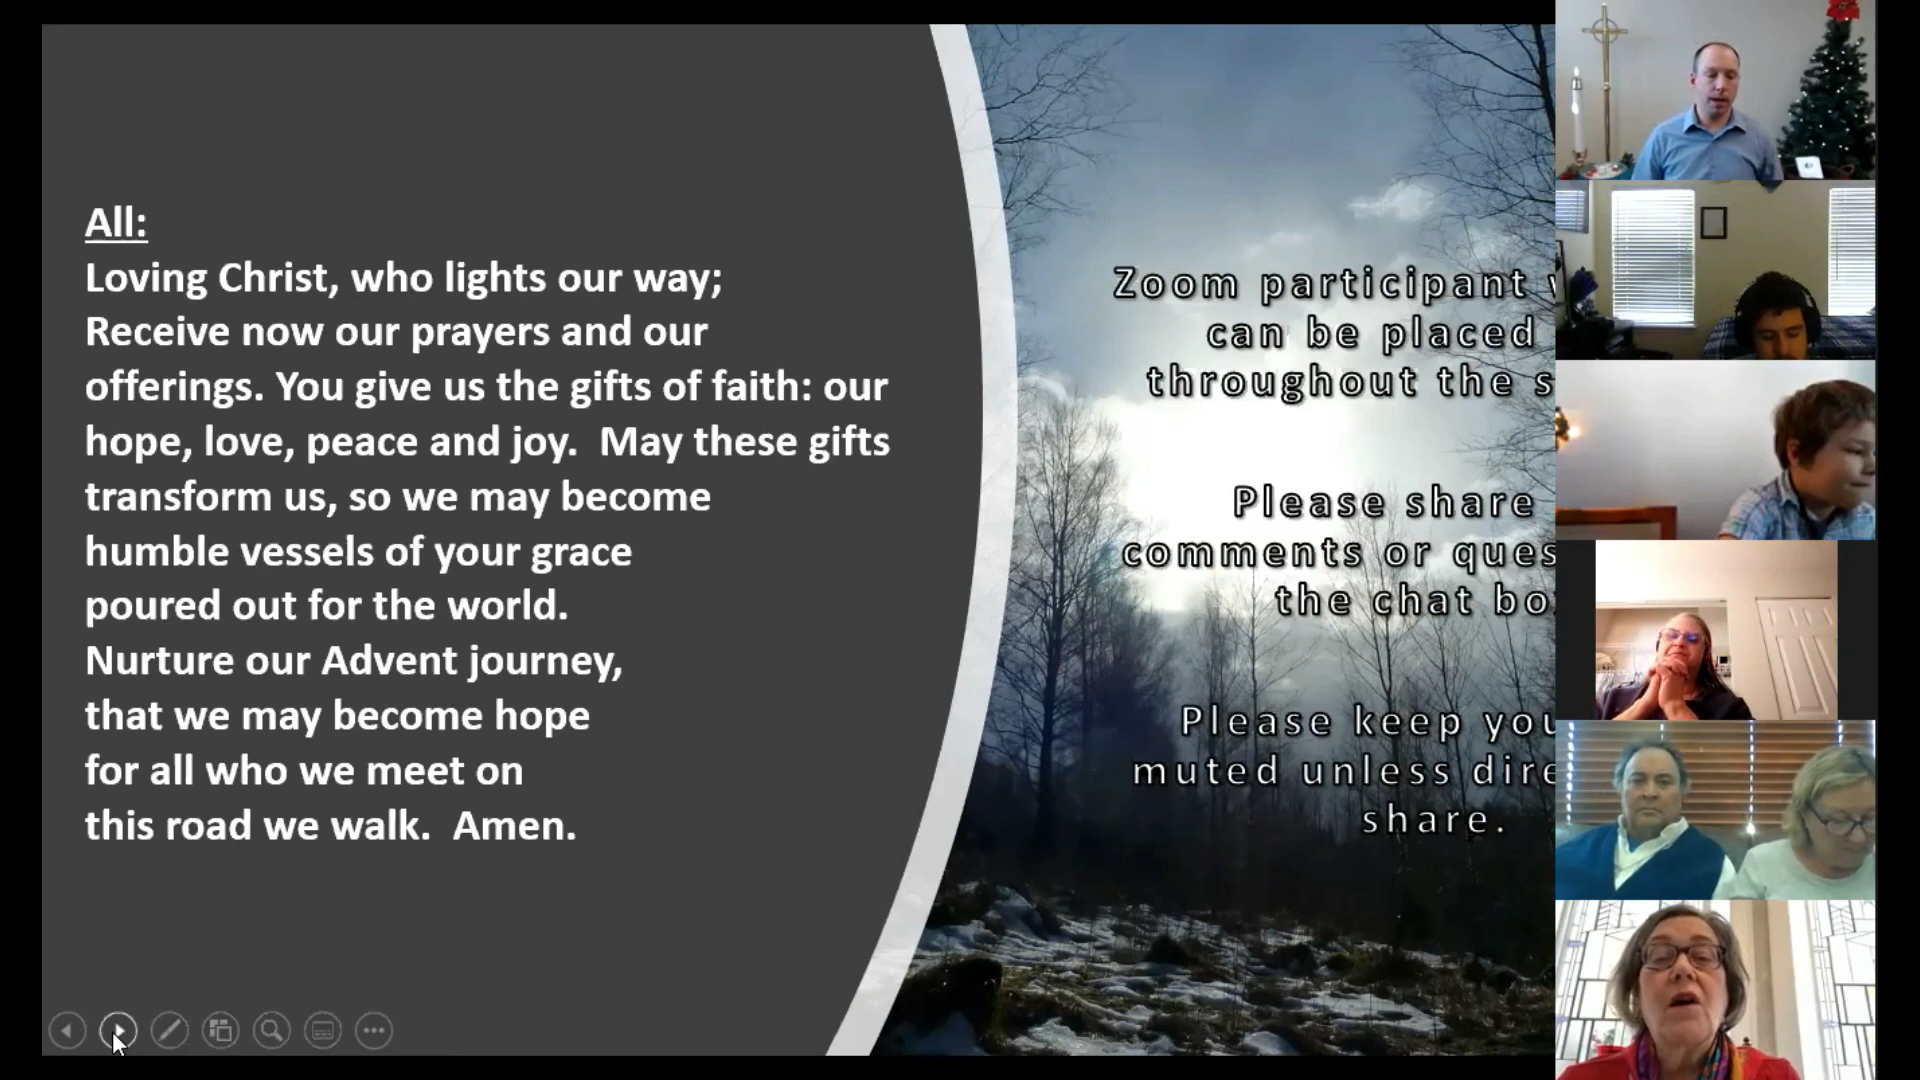 All:
Loving Christ, who lights our way;
Receive now our prayers and our
offerings. You give us the gifts of faith: our
hope, love, peace and joy.  May these gifts
transform us, so we may become
humble vessels of your grace
poured out for the world.
Nurture our Advent journey,
that we may become hope
for all who we meet on
this road we walk.  Amen.
Zoom participant
can be placed
throughout the s
Please share
comments or ques
the chat bo
Please keep you
muted unless dire
share.